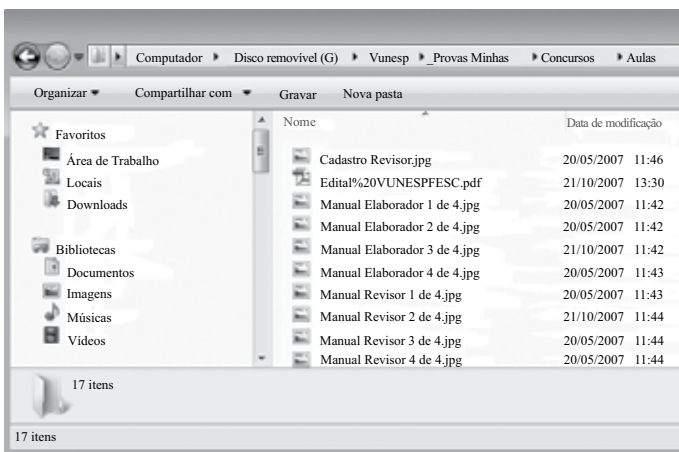 Computador Disco removível (G) Vunesp _Provas Minhas Concursos Aulas
Organizar Compartilhar com Gravar Nova pasta
Favoritos
Área de Trabalho
Locais
Downloads
Bibliotecas
Documentos
Imagens
Músicas
Vídeos
Nome Data de modificação
Cadastro Revisor.jpg 20/05/2007 11:46
Edital%20VUNESPFESC.pdf 21/10/2007 13:30
Manual Elaborador 1 de 4.jpg 20/05/2007 11:42
Manual Elaborador 2 de 4.jpg 20/05/2007 11:42
Manual Elaborador 3 de 4.jpg 21/10/2007 11:42
Manual Elaborador 4 de 4.jpg 20/05/2007 11:43
Manual Revisor 1 de 4.jpg 20/05/2007 11:43
Manual Revisor 2 de 4.jpg 21/10/2007 11:44
Manual Revisor 3 de 4.jpg 20/05/2007 11:44
Manual Revisor 4 de 4.jpg 20/05/2007 11:44
17 itens
17 itens